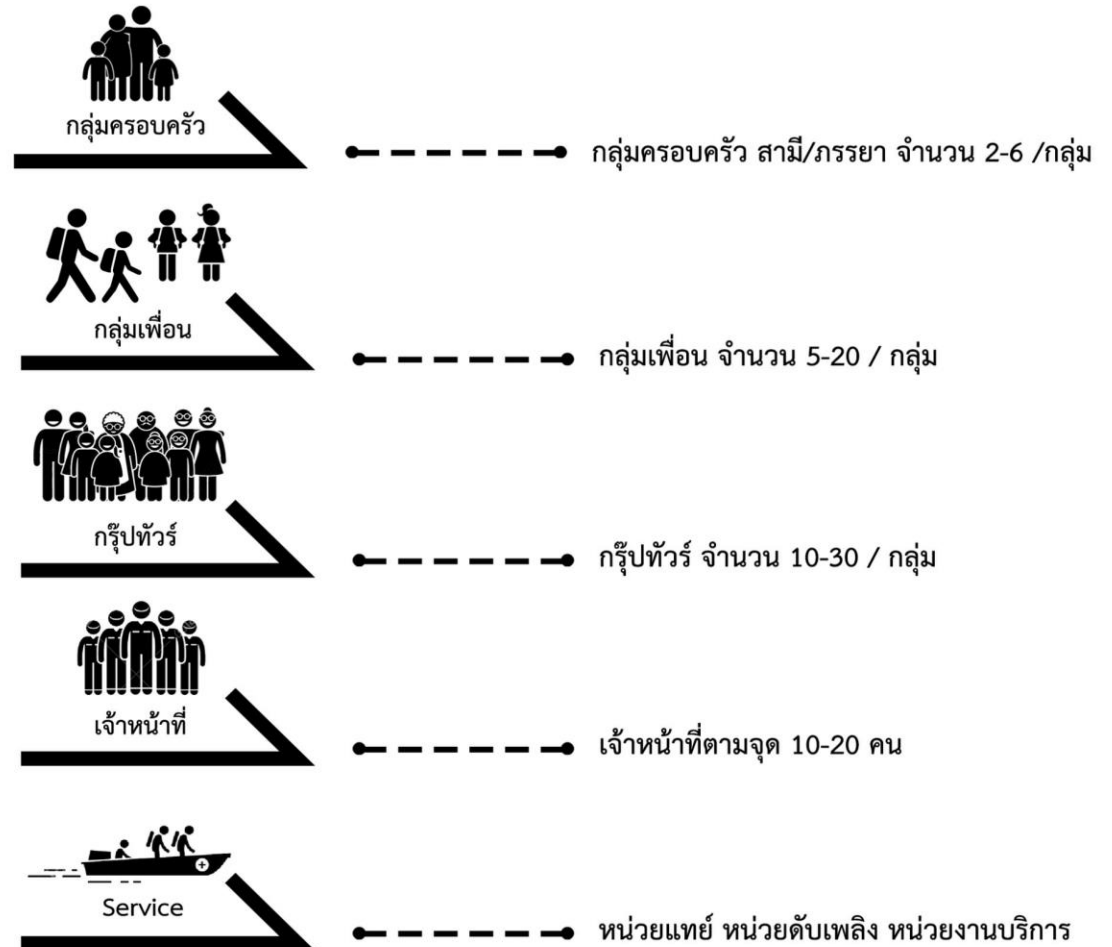 กลุ่มครอบครัว
กลุ่มครอบครัว สามี/ภรรยา จำนวน 2-6 /กลุ่ม
กลุ่มเพื่อน
กลุ่มเพื่อน จำนวน 5-20 / กลุ่ม
กรุ๊ปทัวร์
กรุ๊ปทัวร์ จำนวน 10-30 / กลุ่ม
เจ้าหน้าที่
เจ้าหน้าที่ตามจุด 10-20 คน
Service
หน่วยแทย์ หน่วยดับเพลิง หน่วยงานบริการ